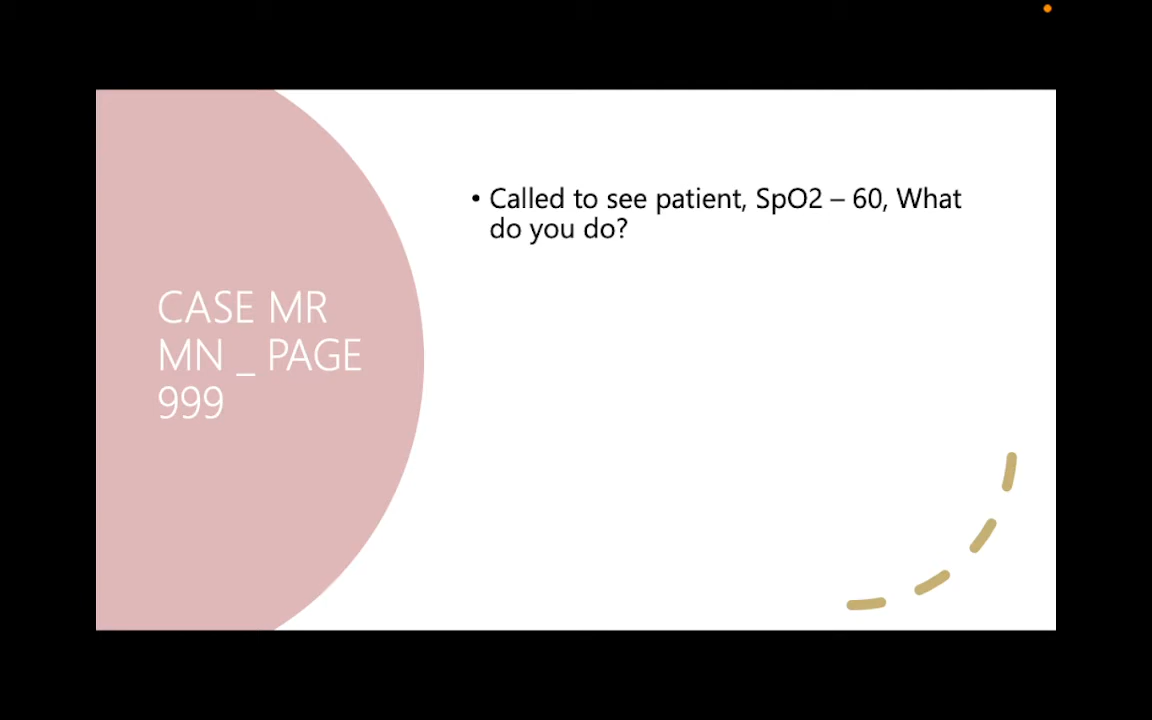 CASE MR
MN _ PAGE
999
• Called to see patient, SpO2 – 60, What
do you do?